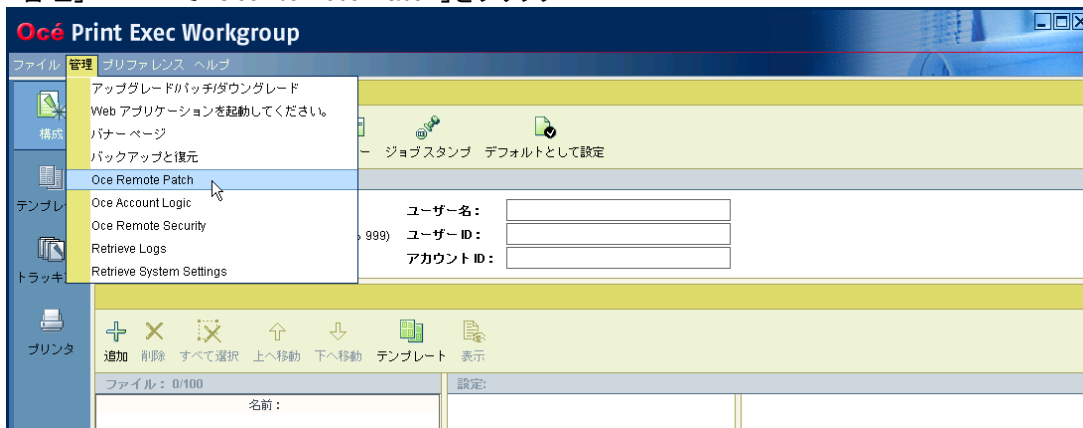 Océ Print Exec Workgroup
ファイル 管理 プリファレンス ヘルプ
アップグレード/パッチ/ダウングレード
Web アプリケーションを起動してください。
バナー ページ
バックアップと復元
Oce Remote Patch
Oce Account Logic
Oce Remote Security
Retrieve Logs
Retrieve System Settings
構成
ー ジョブスタンプ デフォルトとして設定
テンプレ
ユーザー名:
999) ユーザー ID:
アカウント ID:
トラッキ
プリンタ
追加 削除 すべて選択 上へ移動 下へ移動 テンプレート 表示
ファイル: 0/100 設定:
名前: